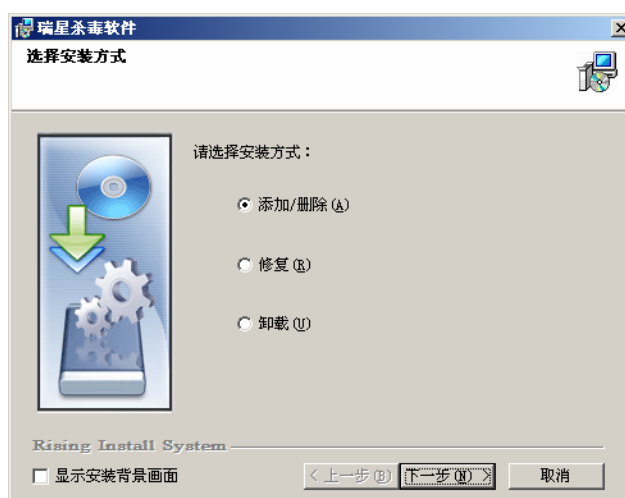 瑞星杀毒软件
选择安装方式
请选择安装方式：
添加/删除(A)
修复(R)
卸载(U)
Rising Install System
显示安装背景画面
< 上一步(B) 下一步(N) > 取消